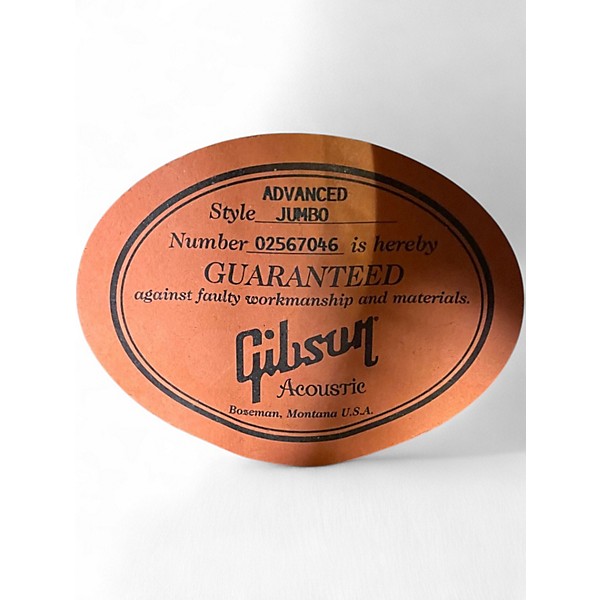 ADVANCED
Style JUMBO
Number 02567046 is hereby
GUARANTEED
against faulty workmanship and materials.
Gibson
Acoustic
Bozeman, Montana U.S.A.